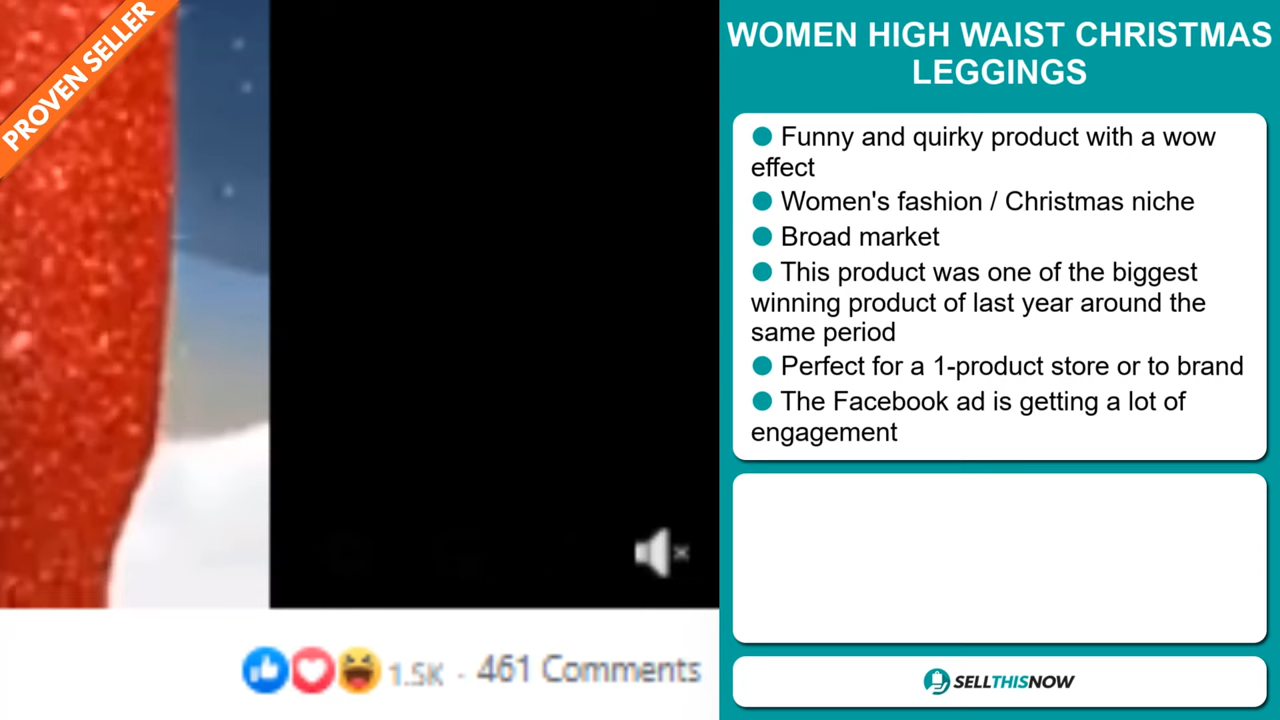 PROVEN SELLER
WOMEN HIGH WAIST CHRISTMAS
LEGGINGS
Funny and quirky product with a wow
effect
Women's fashion / Christmas niche
Broad market
This product was one of the biggest
winning product of last year around the
same period
Perfect for a 1-product store or to brand
The Facebook ad is getting a lot of
engagement
1.5K · 461 Comments
SELLTHISNOW